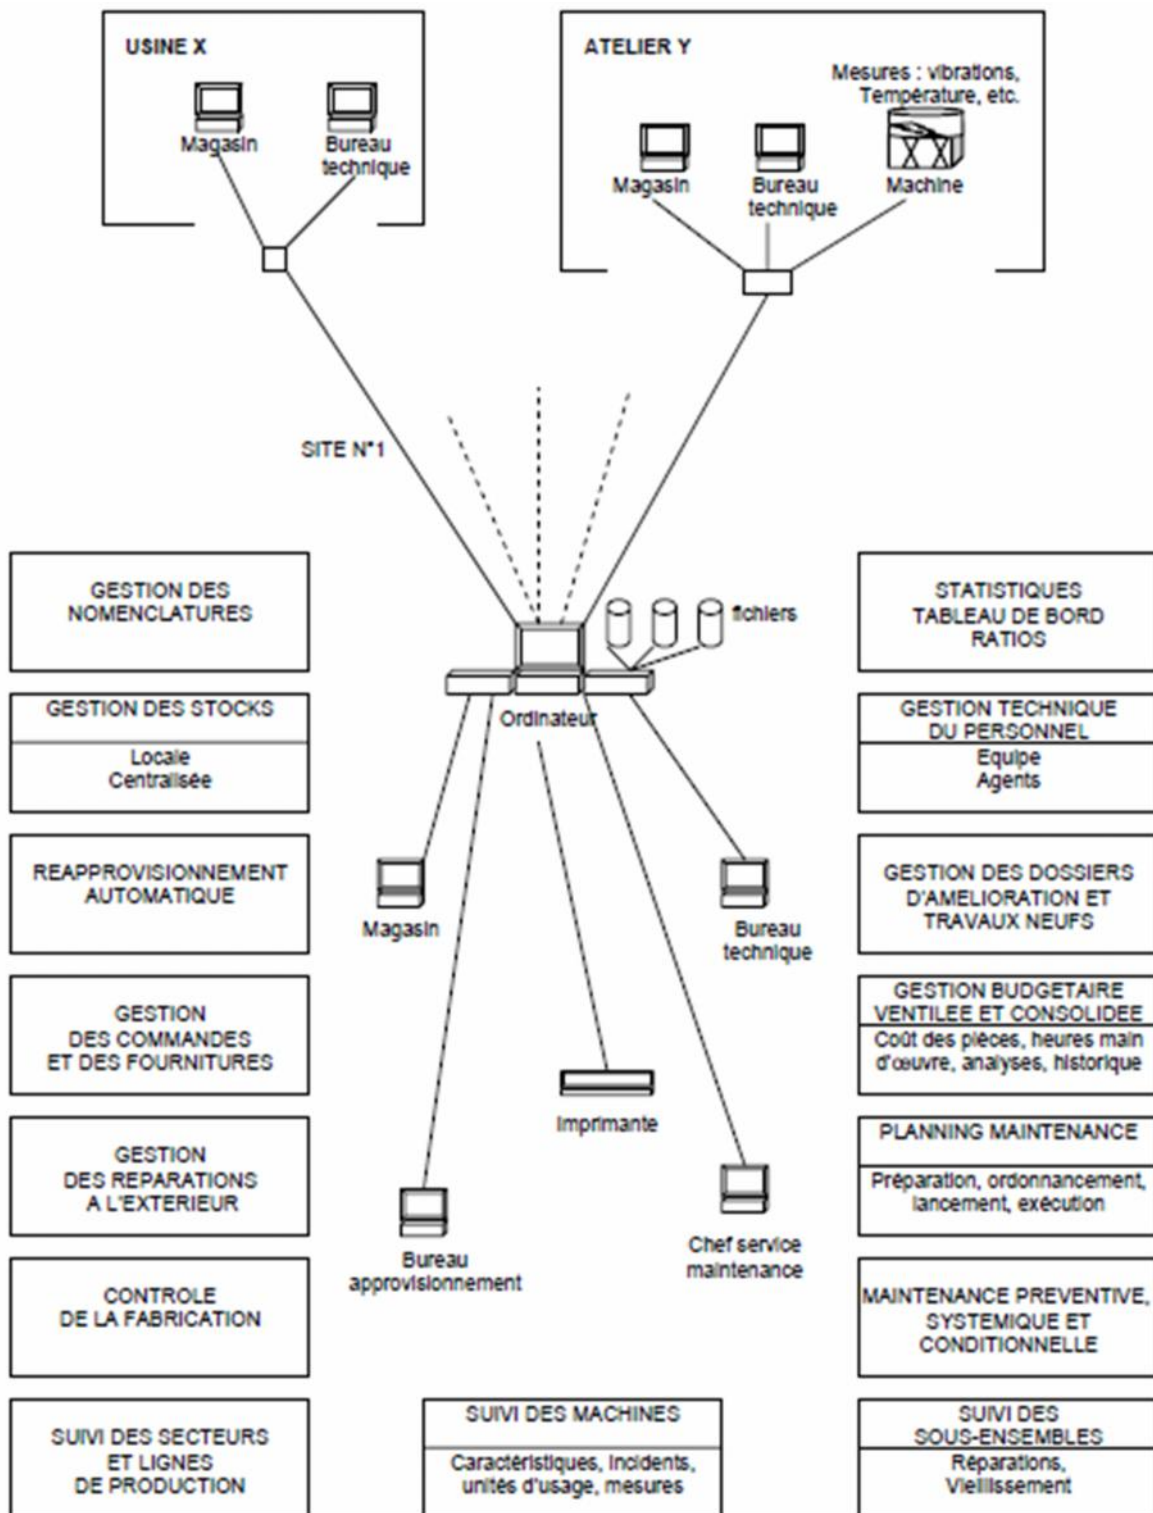 USINE X
Magasin
Bureau
technique
ATELIER Y
Mesures : vibrations,
Température, etc.
Magasin
Bureau
technique
Machine
SITE N°1
GESTION DES
NOMENCLATURES
GESTION DES STOCKS
Locale
Centralisée
REAPPROVISIONNEMENT
AUTOMATIQUE
GESTION
DES COMMANDES
ET DES FOURNITURES
GESTION
DES REPARATIONS
A L'EXTERIEUR
CONTROLE
DE LA FABRICATION
SUIVI DES SECTEURS
ET LIGNES
DE PRODUCTION
fichiers
Ordinateur
Magasin
Bureau
technique
Imprimante
Bureau
approvisionnement
Chef service
maintenance
SUIVI DES MACHINES
Caractéristiques, incidents,
unités d'usage, mesures
STATISTIQUES
TABLEAU DE BORD
RATIOS
GESTION TECHNIQUE
DU PERSONNEL
Equipe
Agents
GESTION DES DOSSIERS
D'AMELIORATION ET
TRAVAUX NEUFS
GESTION BUDGETAIRE
VENTILEE ET CONSOLIDEE
Coût des pièces, heures main
d'œuvre, analyses, historique
PLANNING MAINTENANCE
Préparation, ordonnancement,
lancement, exécution
MAINTENANCE PREVENTIVE,
SYSTEMIQUE ET
CONDITIONNELLE
SUIVI DES
SOUS-ENSEMBLES
Réparations,
Vieillissement